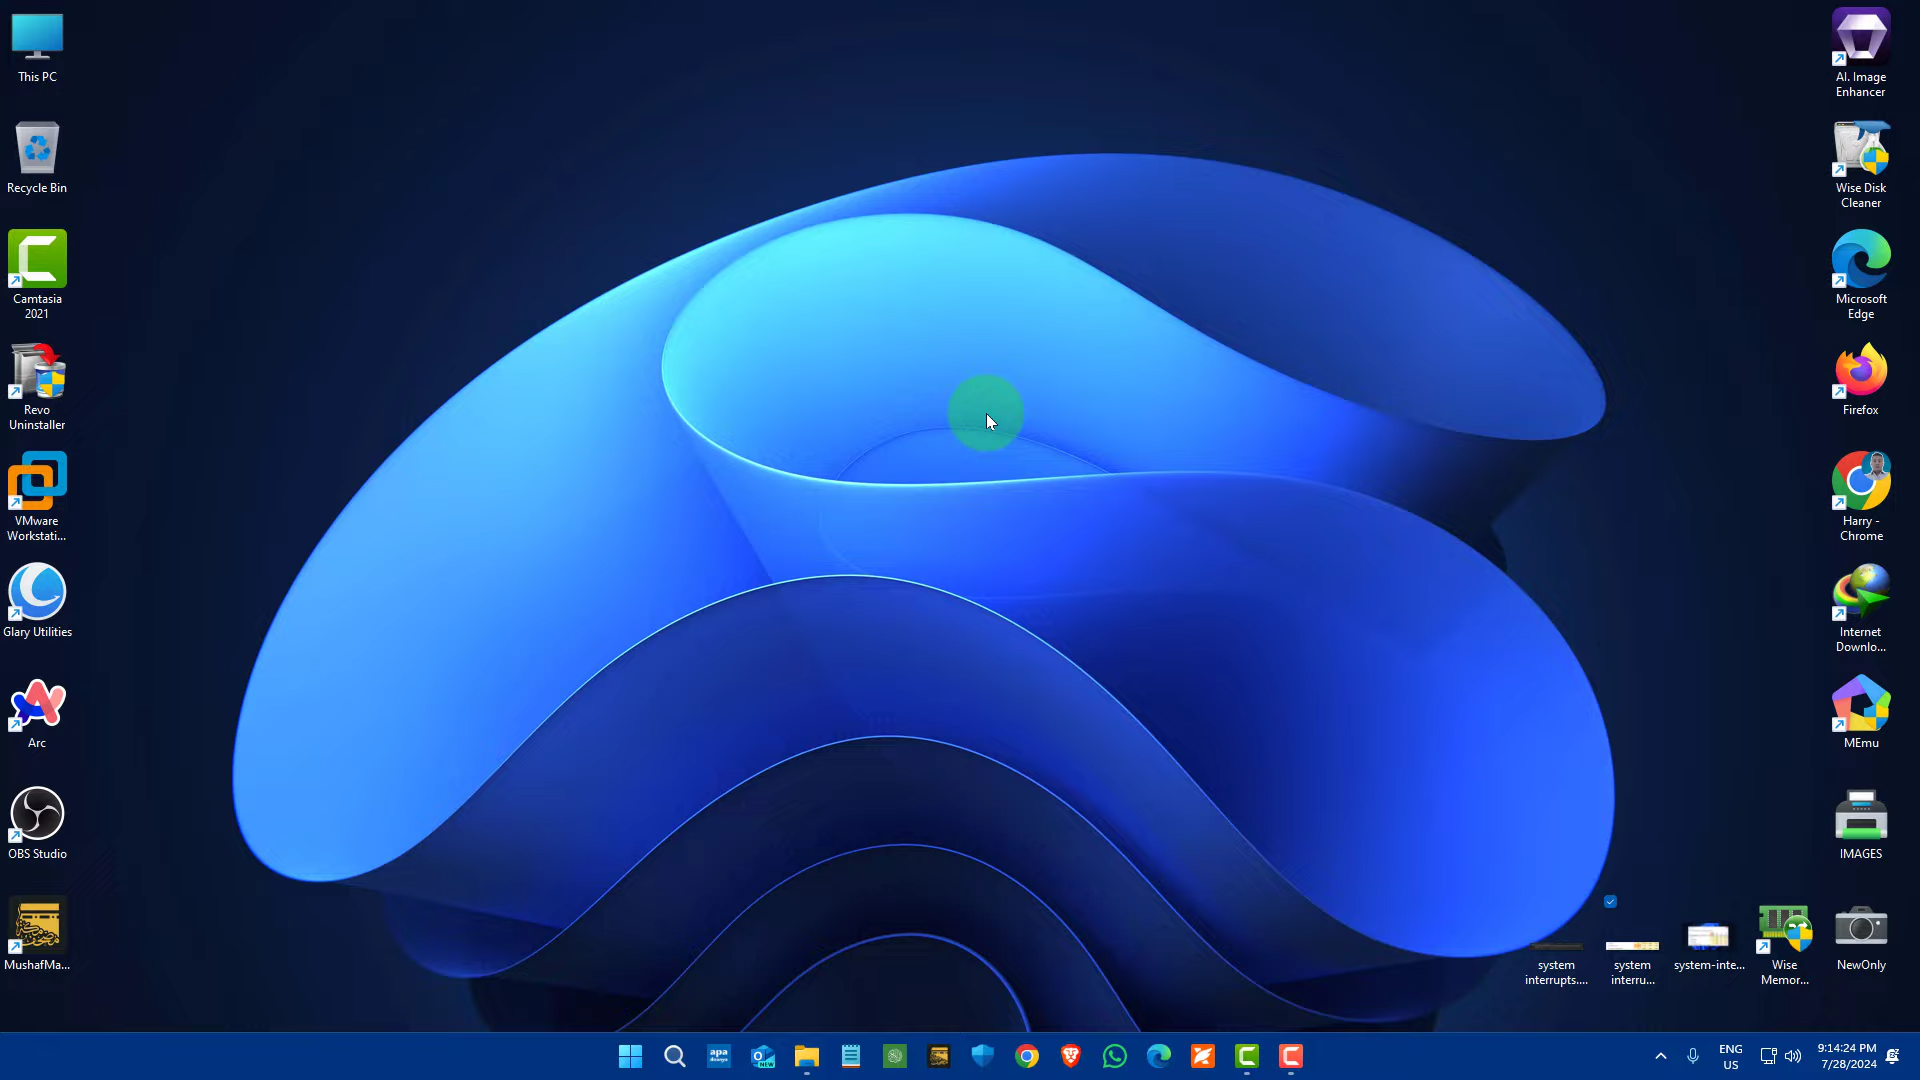 This PC
Recycle Bin
Camtasia
2021
Revo
Uninstaller
VMware
Workstati...
Glary Utilities
Arc
OBS Studio
MushafMa...
AI. Image
Enhancer
Wise Disk
Cleaner
Microsoft
Edge
Firefox
Harry -
Chrome
Internet
Downlo...
MEmu
IMAGES
system
interrupts....
system
interru...
system-inte...
Wise
Memor...
NewOnly
apa
NEW
ENG
US
9:14:24 PM
7/28/2024